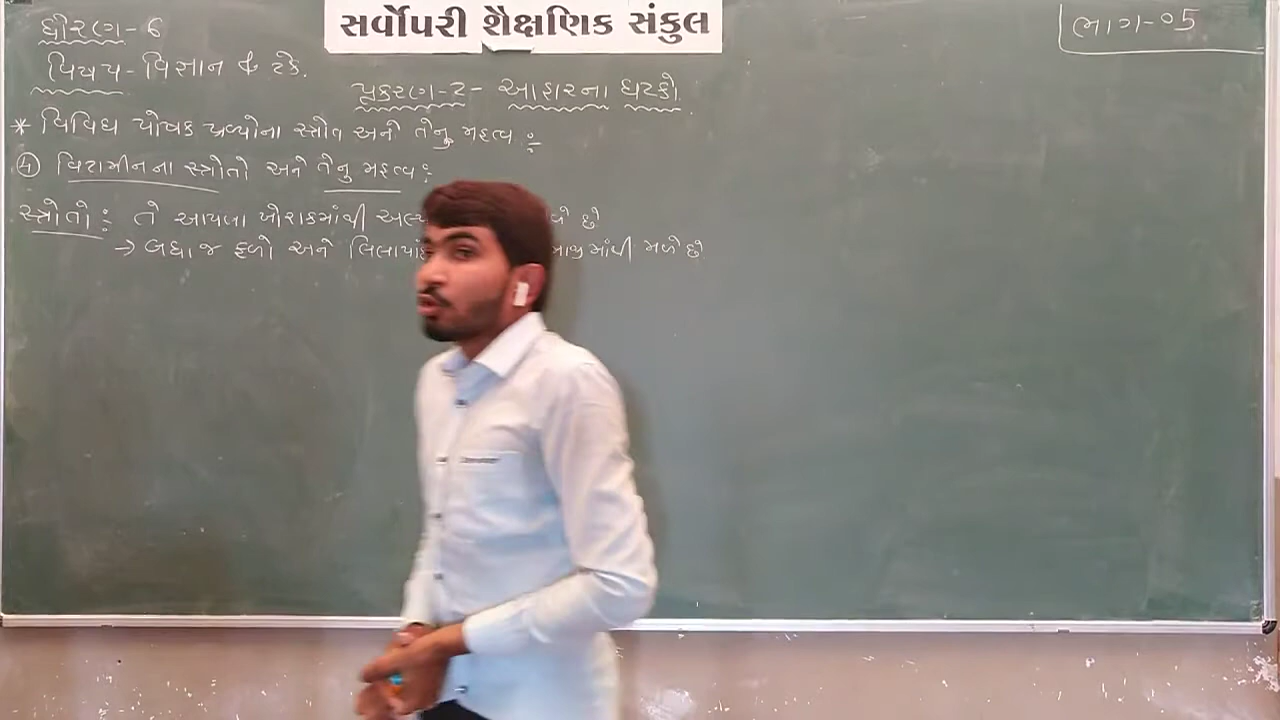 સર્વોપરી શૈક્ષણિક સંકુલ
ધોરણ-6
ભાગ-05
વિષય-વિજ્ઞાન & ટેક.
પ્રકરણ-2- આહારના ઘટકો.
* વિવિધ પોષક દ્રવ્યોના સ્ત્રોત અને તેનુ મહત્વ :
④ વિટામીનના સ્ત્રોતો અને તેનુ મહત્વ :
સ્ત્રોતો : તે આપણા ખોરાકમાંથી છે
→ બધા જ ફળો અને મળે છે